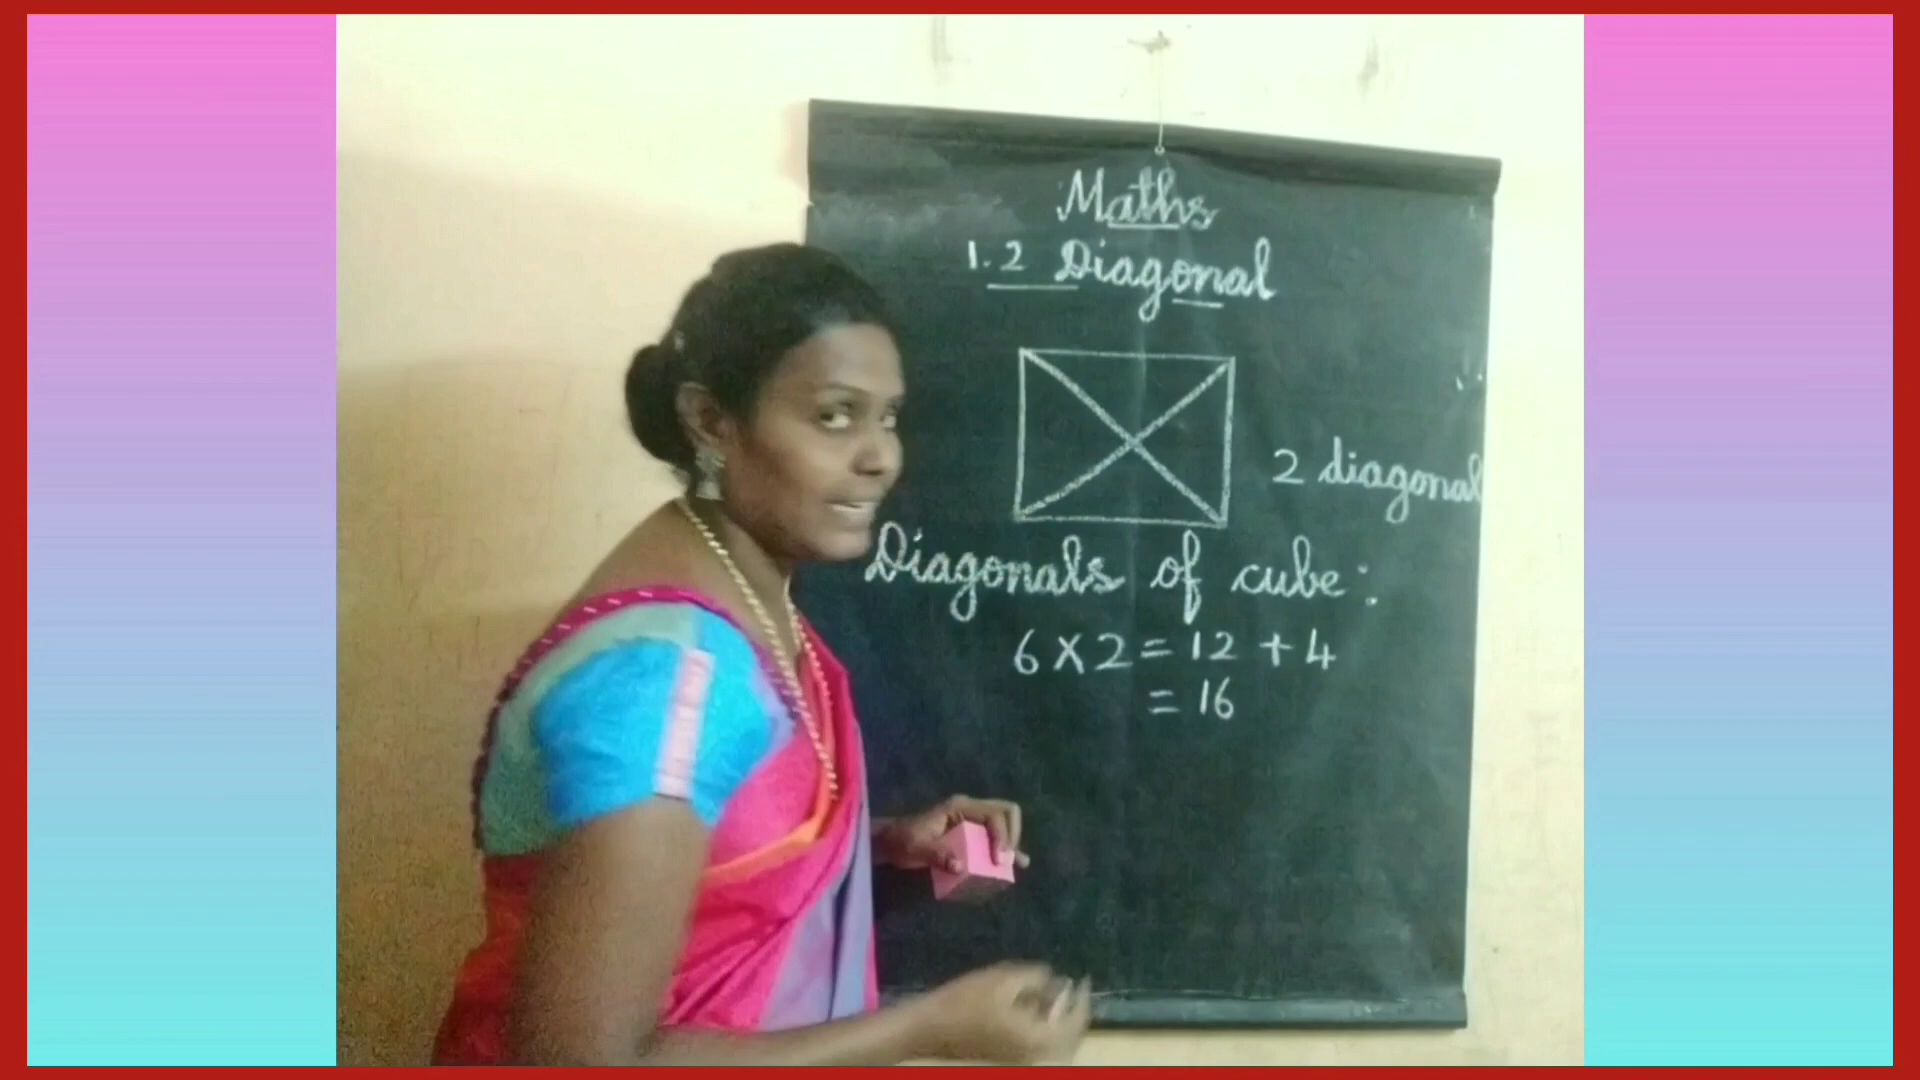 Maths
1.2 Diagonal
2 diagonal
Diagonals of cube:
6 x 2 = 12 + 4
= 16